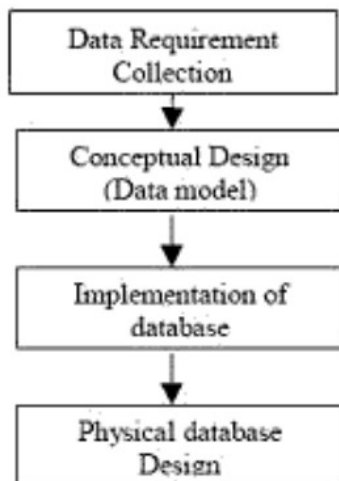 Data Requirement
Collection
Conceptual Design
(Data model)
Implementation of
database
Physical database
Design